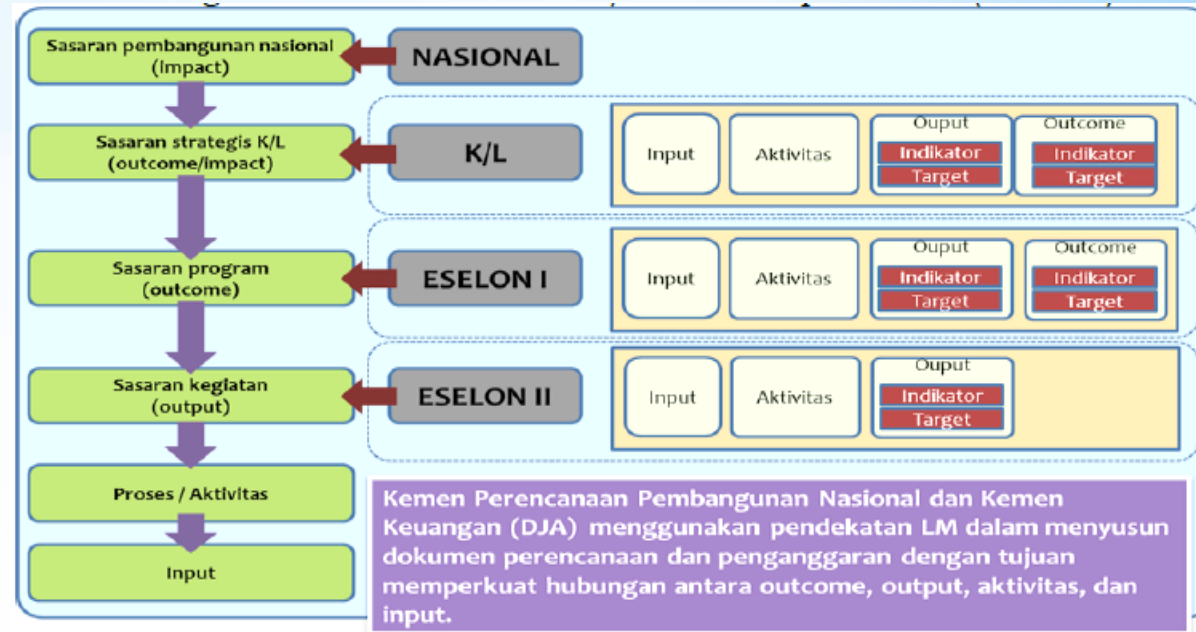 Sasaran pembangunan nasional
(impact)
NASIONAL
Sasaran strategis K/L
(outcome/impact)
K/L
Input
Aktivitas
Ouput
Indikator
Target
Outcome
Indikator
Target
Sasaran program
(outcome)
ESELON I
Input
Aktivitas
Ouput
Indikator
Target
Outcome
Indikator
Target
Sasaran kegiatan
(output)
ESELON II
Input
Aktivitas
Ouput
Indikator
Target
Proses / Aktivitas
Input
Kemen Perencanaan Pembangunan Nasional dan Kemen
Keuangan (DJA) menggunakan pendekatan LM dalam menyusun
dokumen perencanaan dan penganggaran dengan tujuan
memperkuat hubungan antara outcome, output, aktivitas, dan
input.